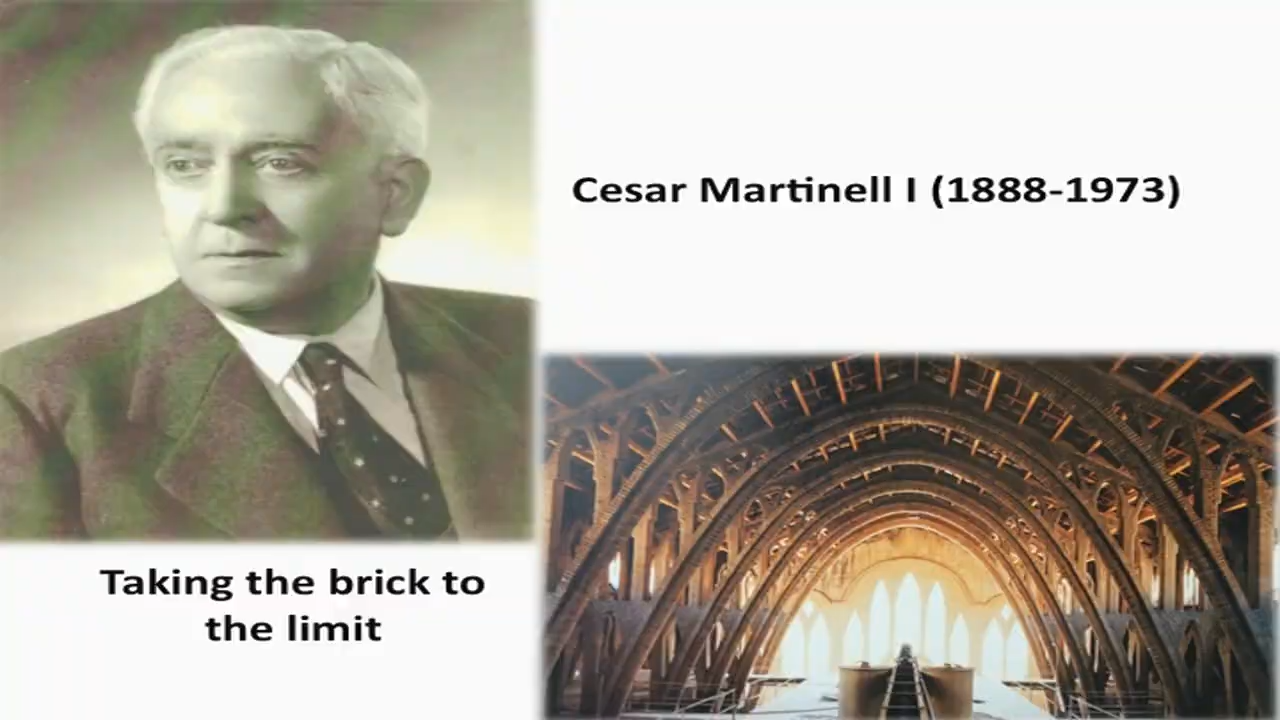 Cesar Martinell I (1888-1973)
Taking the brick to
the limit